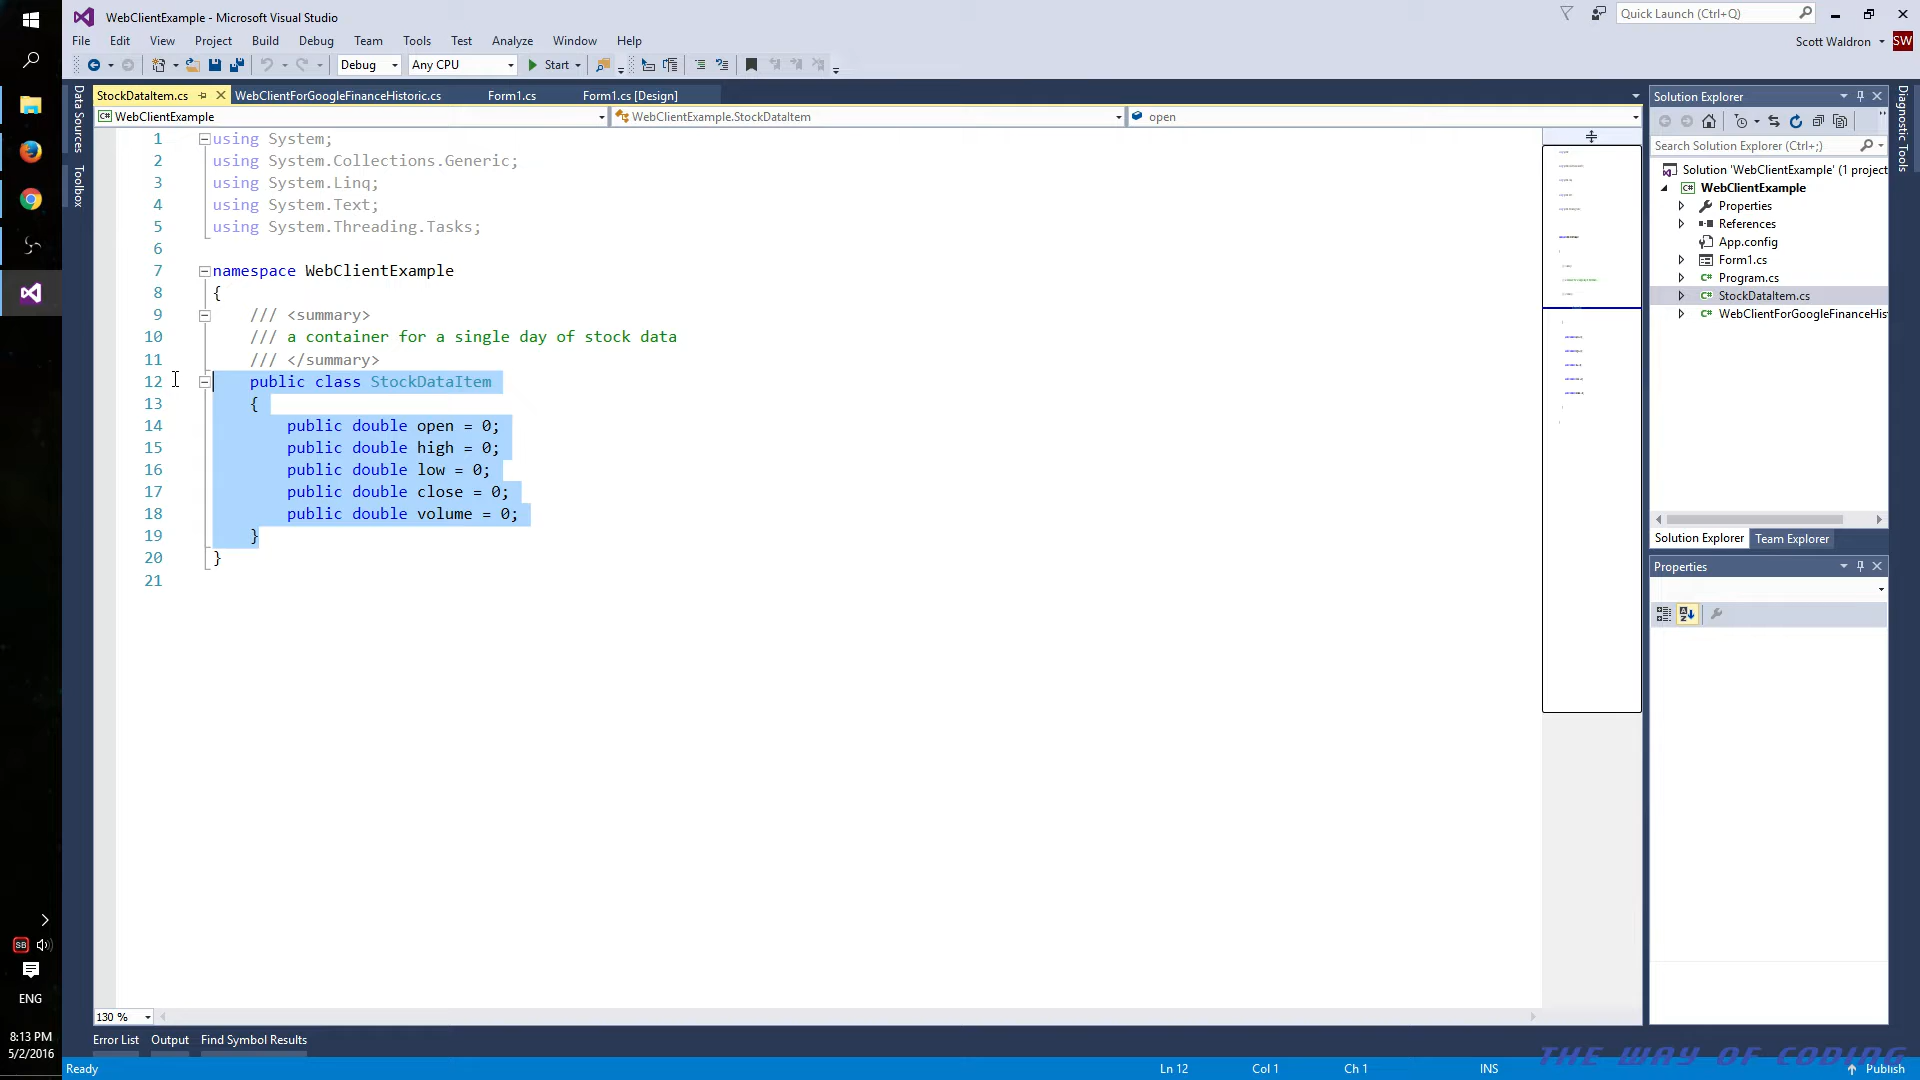 WebClientExample - Microsoft Visual Studio
Quick Launch (Ctrl+Q)
File Edit View Project Build Debug Team Tools Test Analyze Window Help
Scott Waldron SW
Debug Any CPU Start
Data Sources
Toolbox
StockDataItem.cs WebClientForGoogleFinanceHistoric.cs Form1.cs Form1.cs [Design]
WebClientExample WebClientExample.StockDataItem open
1 using System;
2 using System.Collections.Generic;
3 using System.Linq;
4 using System.Text;
5 using System.Threading.Tasks;
6
7 namespace WebClientExample
8 {
9 /// <summary>
10 /// a container for a single day of stock data
11 /// </summary>
12 public class StockDataItem
13 {
14 public double open = 0;
15 public double high = 0;
16 public double low = 0;
17 public double close = 0;
18 public double volume = 0;
19 }
20 }
21
Solution Explorer
Search Solution Explorer (Ctrl+;)
Solution 'WebClientExample' (1 project
WebClientExample
Properties
References
App.config
Form1.cs
Program.cs
StockDataItem.cs
WebClientForGoogleFinanceHis
Solution Explorer Team Explorer
Properties
Diagnostic Tools
130 %
Error List Output Find Symbol Results
Ready Ln 12 Col 1 Ch 1 INS Publish
THE WAY OF CODING
SB
ENG
8:13 PM
5/2/2016